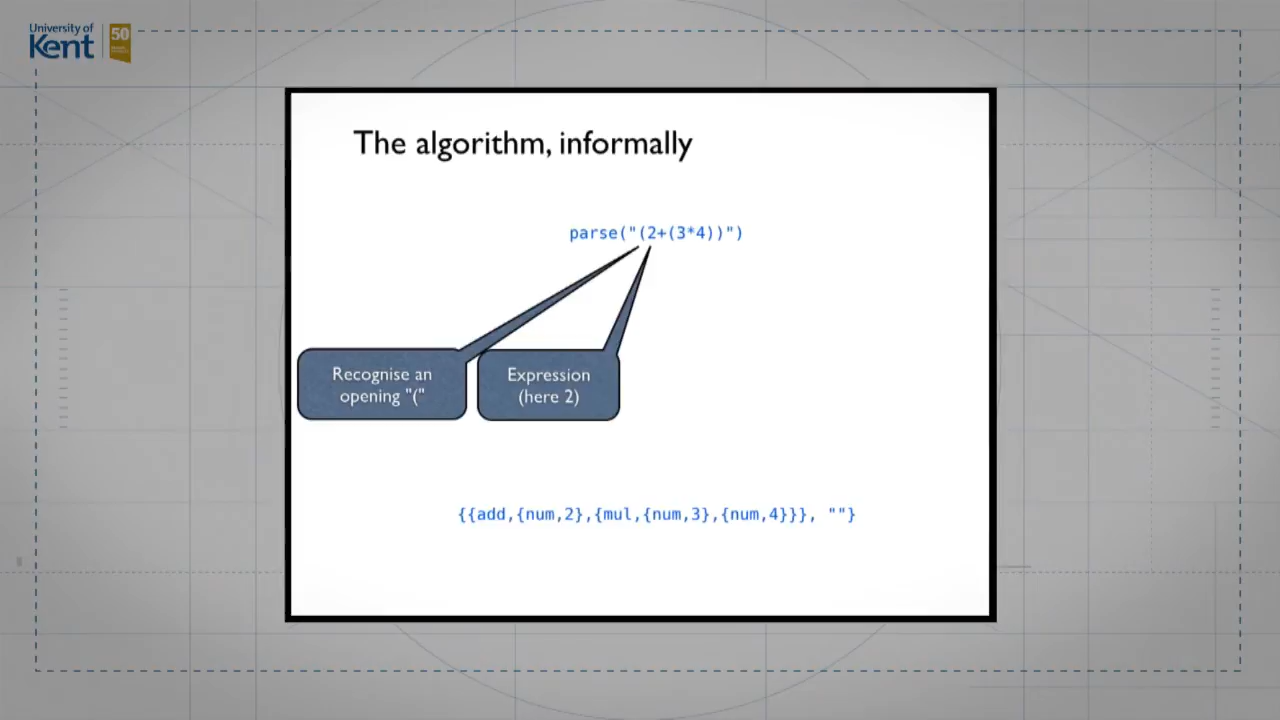 University of
Kent
50
The algorithm, informally
parse("(2+(3*4))")
Recognise an
opening "("
Expression
(here 2)
{{add,{num,2},{mul,{num,3},{num,4}}}, ""}